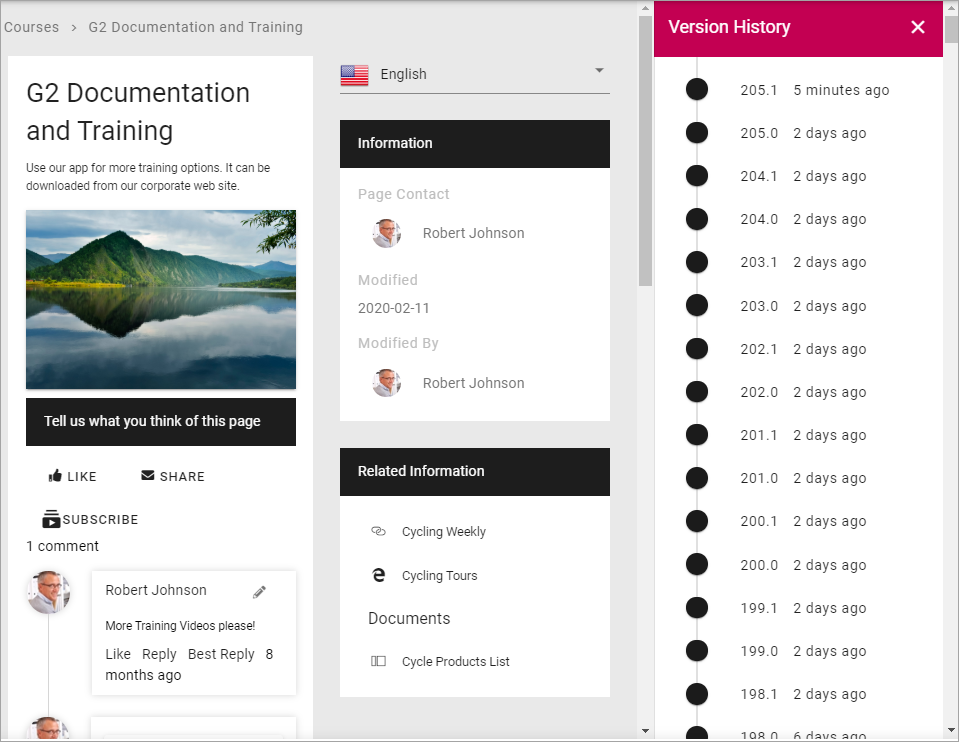 Courses > G2 Documentation and Training
G2 Documentation
and Training
Use our app for more training options. It can be
downloaded from our corporate web site.
Tell us what you think of this page
LIKE SHARE
SUBSCRIBE
1 comment
Robert Johnson
More Training Videos please!
Like Reply Best Reply 8
months ago
English
Information
Page Contact
Robert Johnson
Modified
2020-02-11
Modified By
Robert Johnson
Related Information
Cycling Weekly
Cycling Tours
Documents
Cycle Products List
Version History
205.1 5 minutes ago
205.0 2 days ago
204.1 2 days ago
204.0 2 days ago
203.1 2 days ago
203.0 2 days ago
202.1 2 days ago
202.0 2 days ago
201.1 2 days ago
201.0 2 days ago
200.1 2 days ago
200.0 2 days ago
199.1 2 days ago
199.0 2 days ago
198.1 2 days ago
198.0 6 days ago